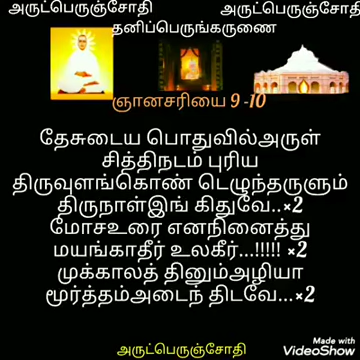 அருட்பெருஞ்சோதி அருட்பெருஞ்சோதி
தனிப்பெருங்கருணை
ஞானசரியை 9 -10
தேசுடைய பொதுவில்அருள்
சித்திநடம் புரிய
திருவுளங்கொண் டெழுந்தருளும்
திருநாள்இங் கிதுவே..×2
மோசஉரை எனநினைத்து
மயங்காதீர் உலகீர்...!!!!! ×2
முக்காலத் தினும்அழியா
மூர்த்தம்அடைந் திடவே...×2
அருட்பெருஞ்சோதி
Made with
VideoShow